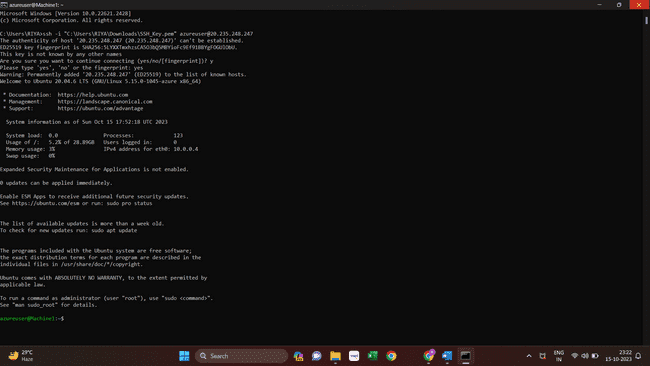 azureuser@Machine1: ~
Microsoft Windows [Version 10.0.22621.2428]
(c) Microsoft Corporation. All rights reserved.
C:\Users\RIYA>ssh -i "C:\Users\RIYA\Downloads\SSH_Key.pem" azureuser@20.235.248.247
The authenticity of host '20.235.248.247 (20.235.248.247)' can't be established.
ED25519 key fingerprint is
This key is not known by any other names
Are you sure you want to continue connecting (yes/no/[fingerprint])? y
Please type 'yes', 'no' or the fingerprint: yes
Warning: Permanently added '20.235.248.247' (ED25519) to the list of known hosts.
Welcome to Ubuntu 20.04.6 LTS (GNU/Linux 5.15.0-1045-azure x86_64)
* Documentation: https://help.ubuntu.com
* Management: https://landscape.canonical.com
* Support: https://ubuntu.com/advantage
System information as of Sun Oct 15 17:52:18 UTC 2023
System load: 0.0 Processes: 123
Usage of /: 5.2% of 28.89GB Users logged in: 0
Memory usage: 3% IPv4 address for eth0: 10.0.0.4
Swap usage: 0%
Expanded Security Maintenance for Applications is not enabled.
0 updates can be applied immediately.
Enable ESM Apps to receive additional future security updates.
See https://ubuntu.com/esm or run: sudo pro status
The list of available updates is more than a week old.
To check for new updates run: sudo apt update
The programs included with the Ubuntu system are free software;
the exact distribution terms for each program are described in the
individual files in /usr/share/doc/*/copyright.
Ubuntu comes with ABSOLUTELY NO WARRANTY, to the extent permitted by
applicable law.
To run a command as administrator (user "root"), use "sudo <command>".
See "man sudo_root" for details.
azureuser@Machine1:~$
29°C
Haze
Search
ENG
IN
23:22
15-10-2023